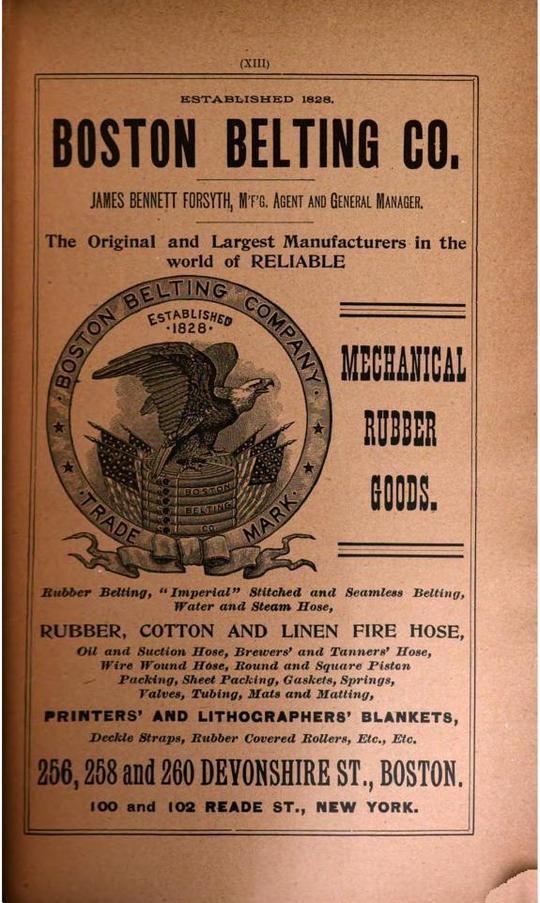 (XIII)
ESTABLISHED 1828.
BOSTON BELTING CO.
JAMES BENNETT FORSYTH, M'F'G. AGENT AND GENERAL MANAGER.
The Original and Largest Manufacturers in the
world of RELIABLE
BOSTON BELTING COMPANY
ESTABLISHED
·1828·
BOSTON
BELTING
CO
TRADE MARK
MECHANICAL
RUBBER
GOODS.
Rubber Belting, "Imperial" Stitched and Seamless Belting,
Water and Steam Hose,
RUBBER, COTTON AND LINEN FIRE HOSE,
Oil and Suction Hose, Brewers' and Tanners' Hose,
Wire Wound Hose, Round and Square Piston
Packing, Sheet Packing, Gaskets, Springs,
Valves, Tubing, Mats and Matting,
PRINTERS' AND LITHOGRAPHERS' BLANKETS,
Deckle Straps, Rubber Covered Rollers, Etc., Etc.
256, 258 and 260 DEVONSHIRE ST., BOSTON.
100 and 102 READE ST., NEW YORK.